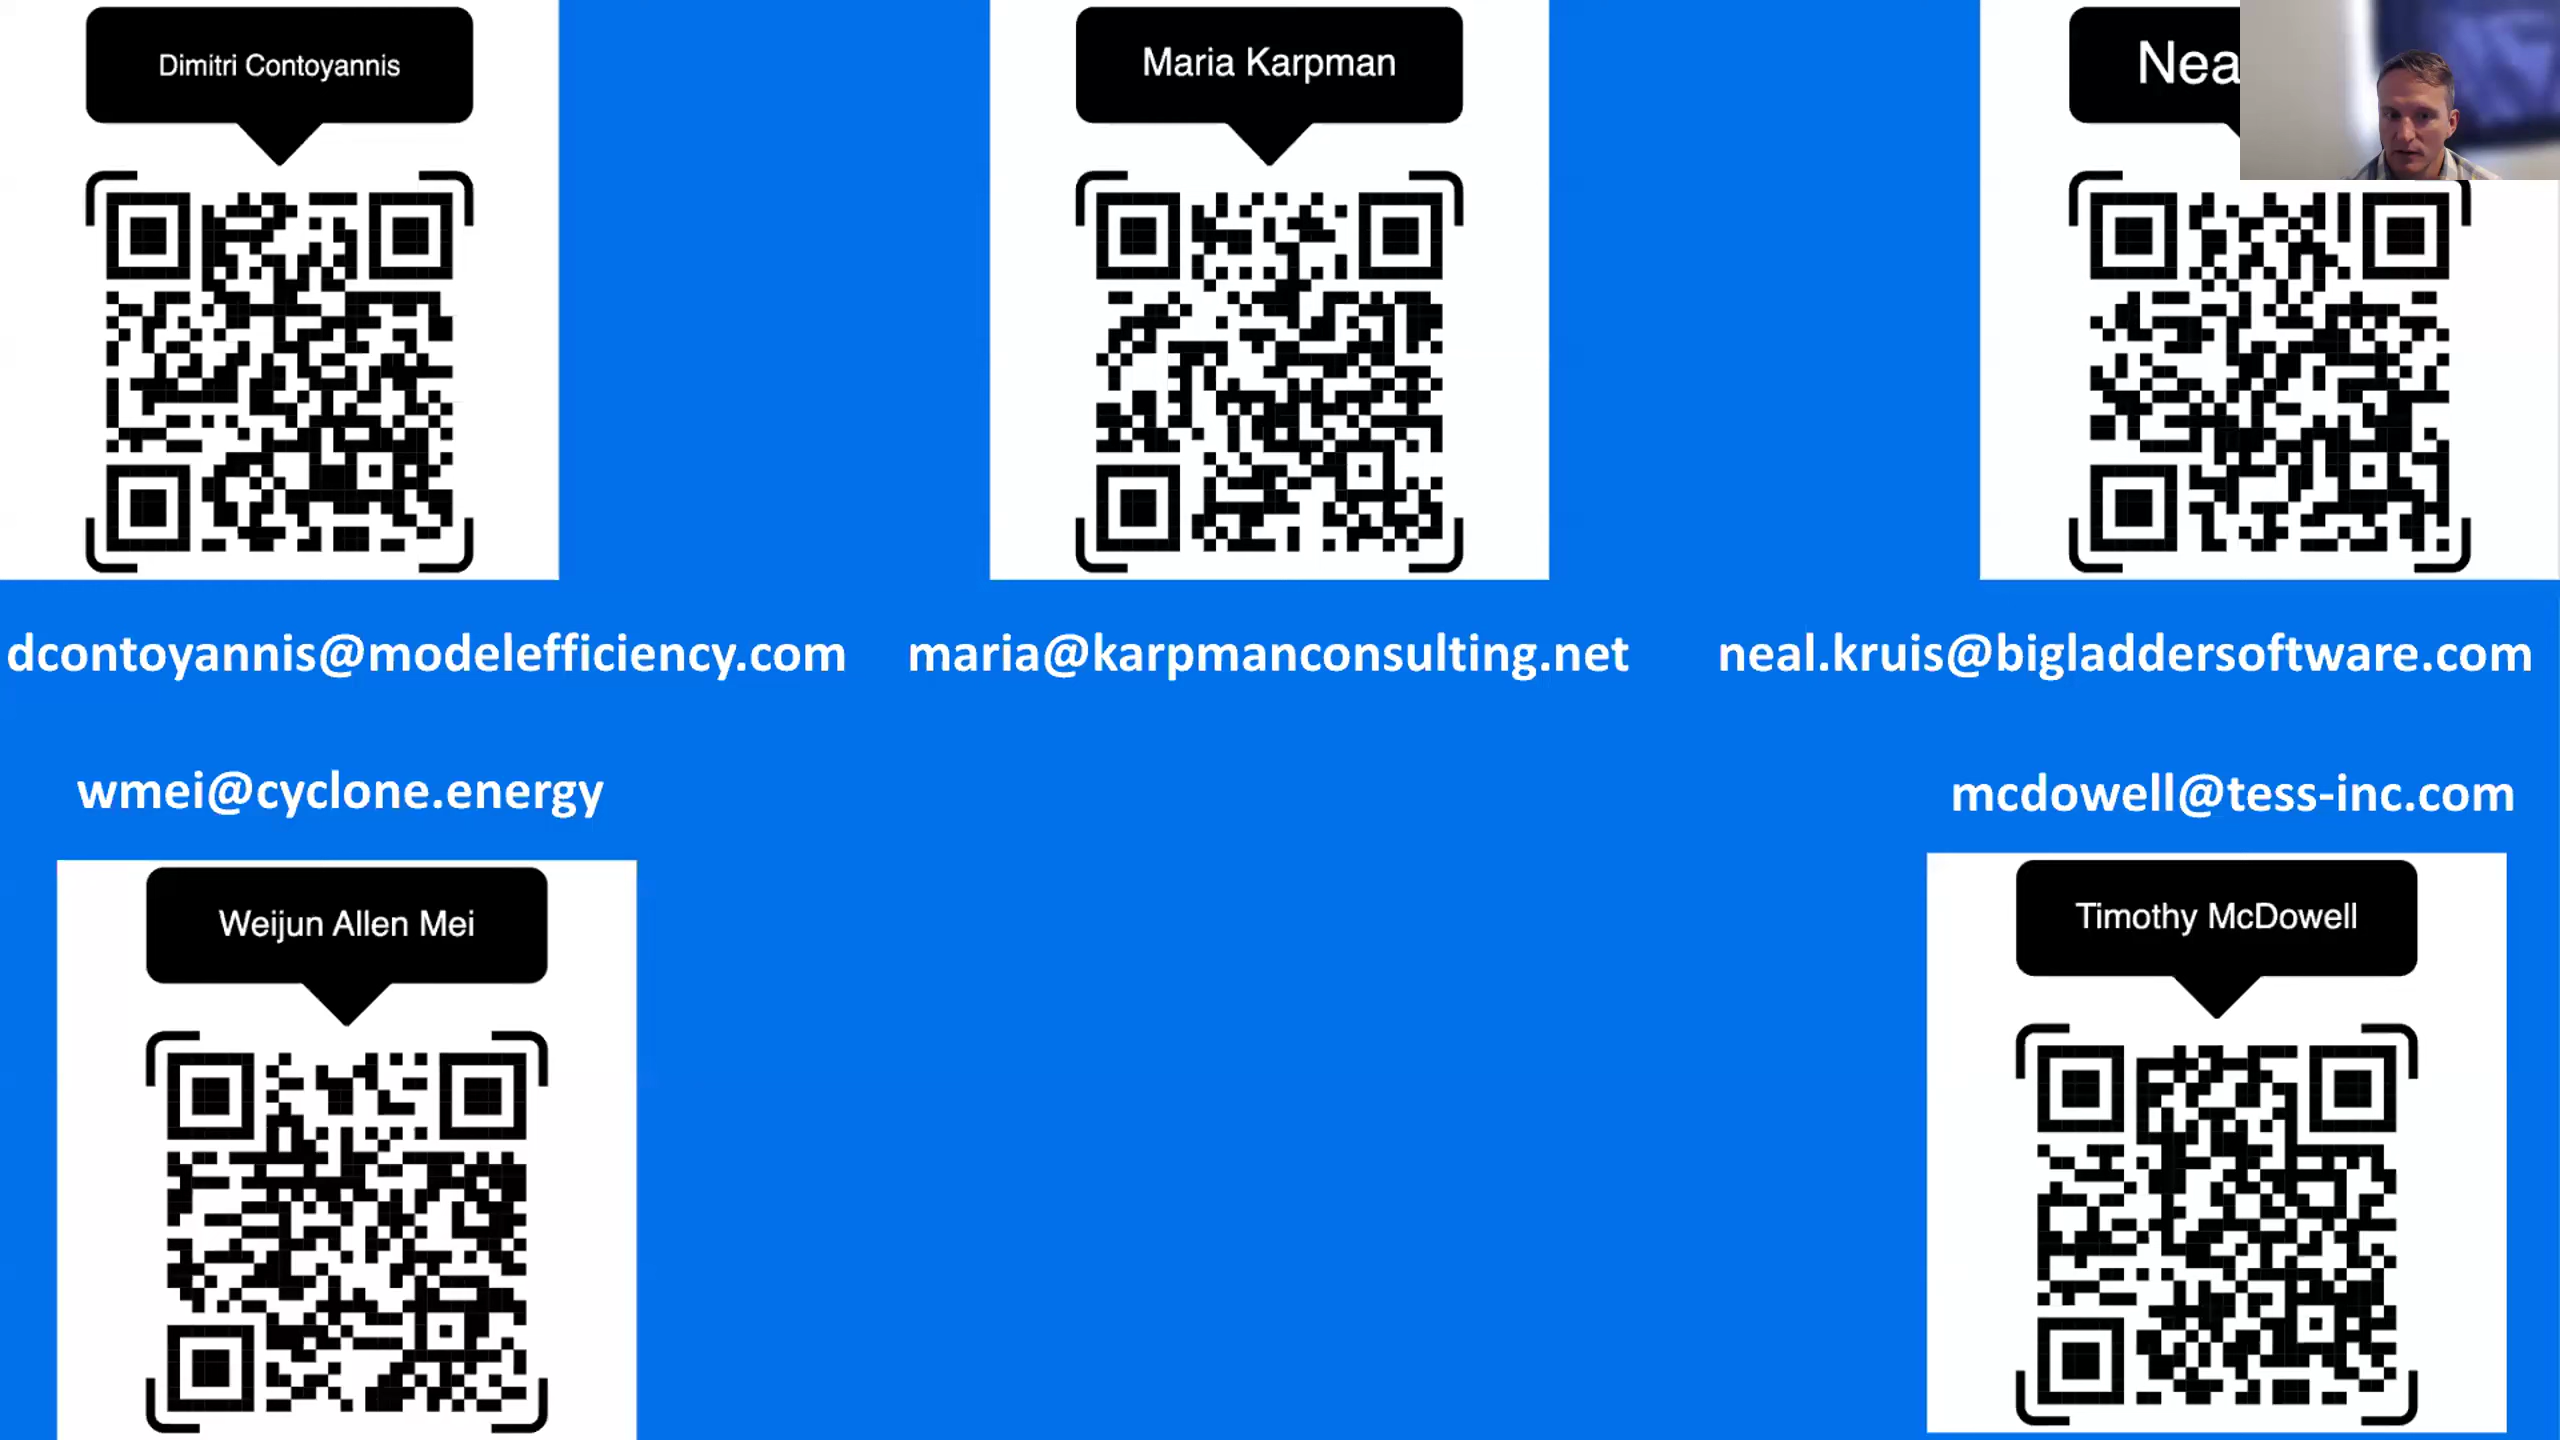 Dimitri Contoyannis
Maria Karpman
Nea
dcontoyannis@modelefficiency.com
maria@karpmanconsulting.net
neal.kruis@bigladdersoftware.com
wmei@cyclone.energy
mcdowell@tess-inc.com
Weijun Allen Mei
Timothy McDowell